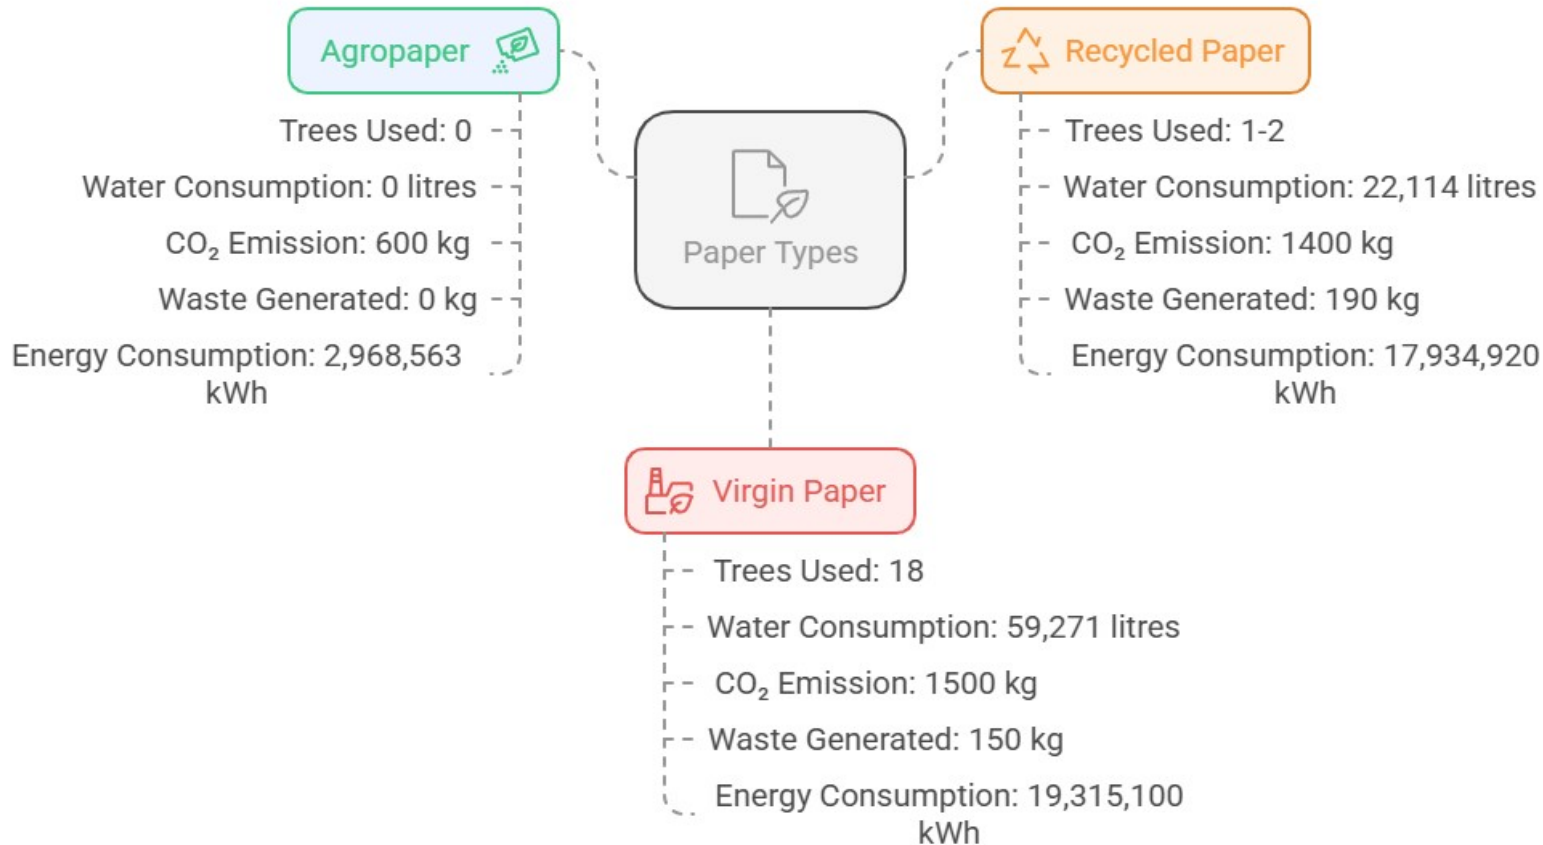 Agropaper
Trees Used: 0
Water Consumption: 0 litres
CO₂ Emission: 600 kg
Waste Generated: 0 kg
Energy Consumption: 2,968,563
kWh
Paper Types
Recycled Paper
Trees Used: 1-2
Water Consumption: 22,114 litres
CO₂ Emission: 1400 kg
Waste Generated: 190 kg
Energy Consumption: 17,934,920
kWh
Virgin Paper
Trees Used: 18
Water Consumption: 59,271 litres
CO₂ Emission: 1500 kg
Waste Generated: 150 kg
Energy Consumption: 19,315,100
kWh